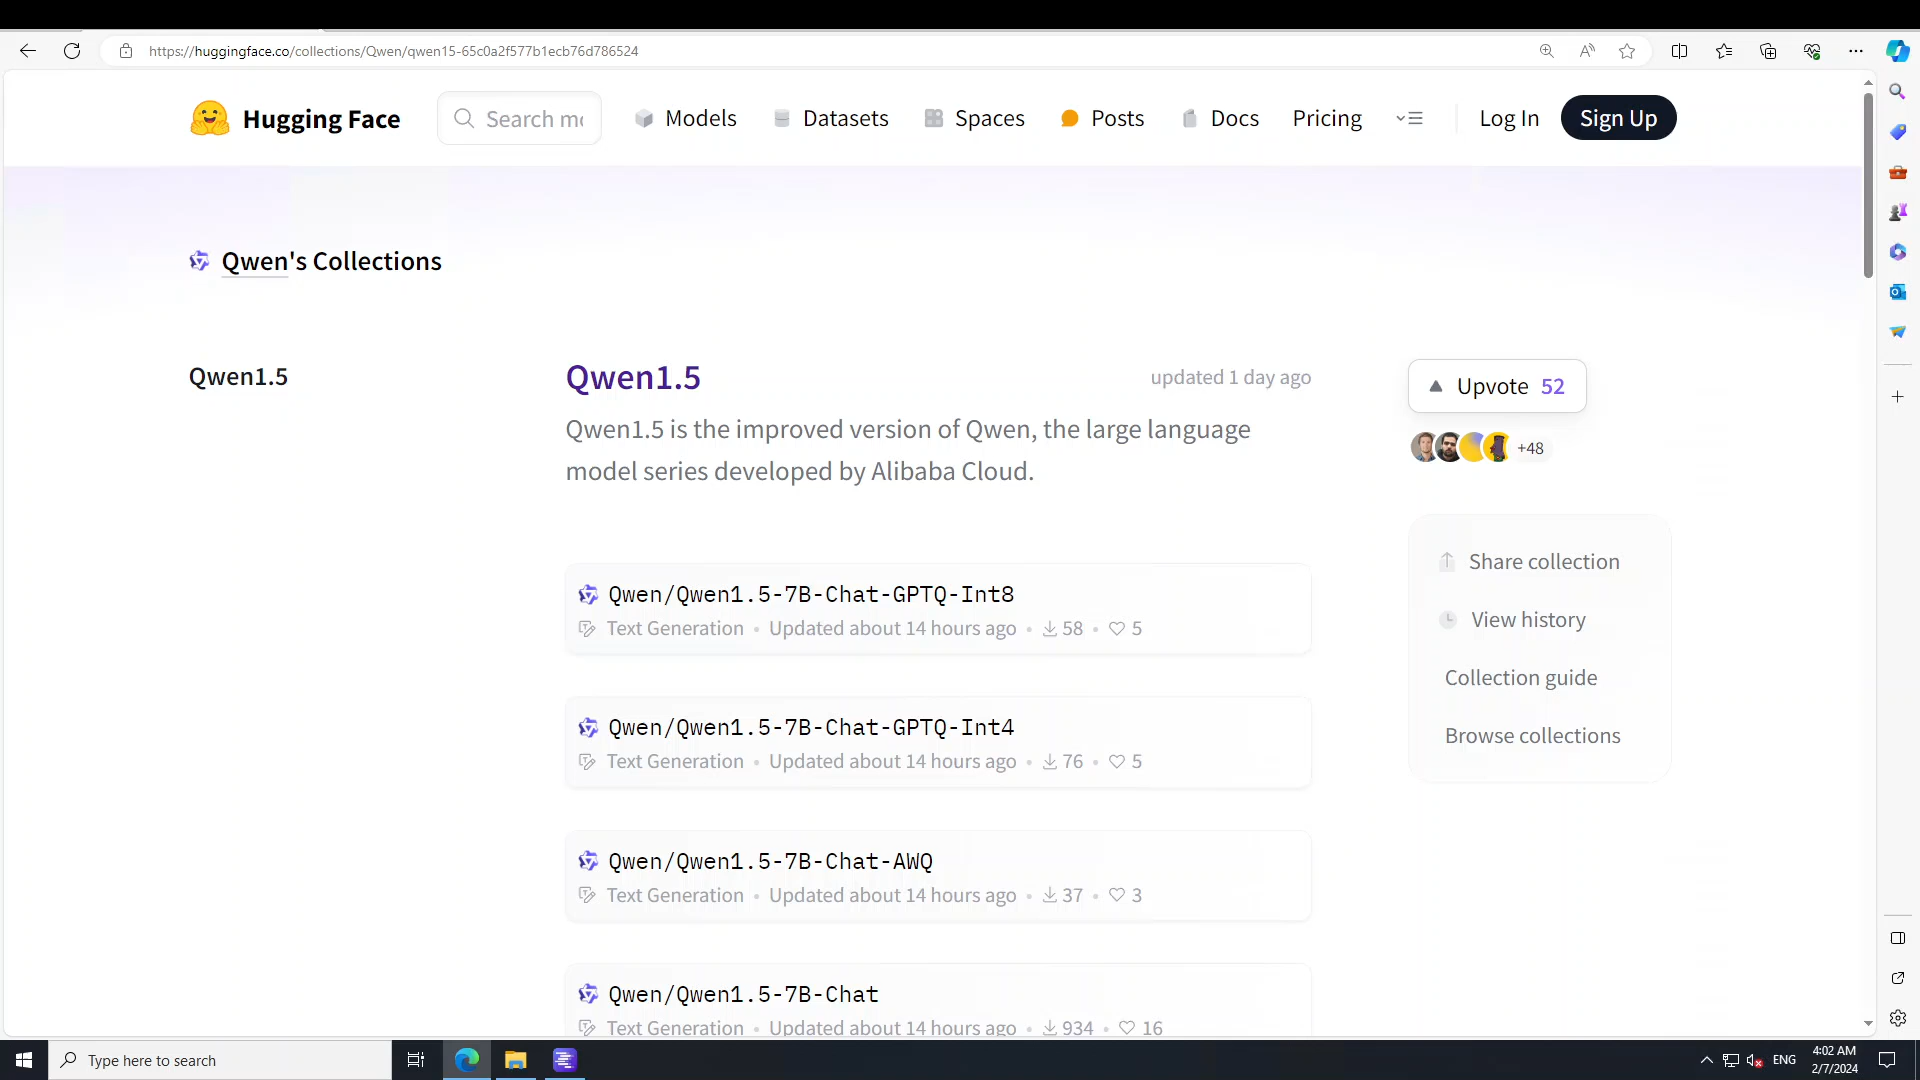 https://huggingface.co/collections/Qwen/qwen15-65c0a2f577b1ecb76d786524
Hugging Face
Search mo
Models
Datasets
Spaces
Posts
Docs
Pricing
Log In
Sign Up
Qwen's Collections
Qwen1.5
Qwen1.5
updated 1 day ago
Upvote 52
Qwen1.5 is the improved version of Qwen, the large language
model series developed by Alibaba Cloud.
+48
Qwen/Qwen1.5-7B-Chat-GPTQ-Int8
Text Generation • Updated about 14 hours ago • 58 • 5
Qwen/Qwen1.5-7B-Chat-GPTQ-Int4
Text Generation • Updated about 14 hours ago • 76 • 5
Qwen/Qwen1.5-7B-Chat-AWQ
Text Generation • Updated about 14 hours ago • 37 • 3
Qwen/Qwen1.5-7B-Chat
Text Generation • Updated about 14 hours ago • 934 • 16
Share collection
View history
Collection guide
Browse collections
Type here to search
ENG
4:02 AM
2/7/2024